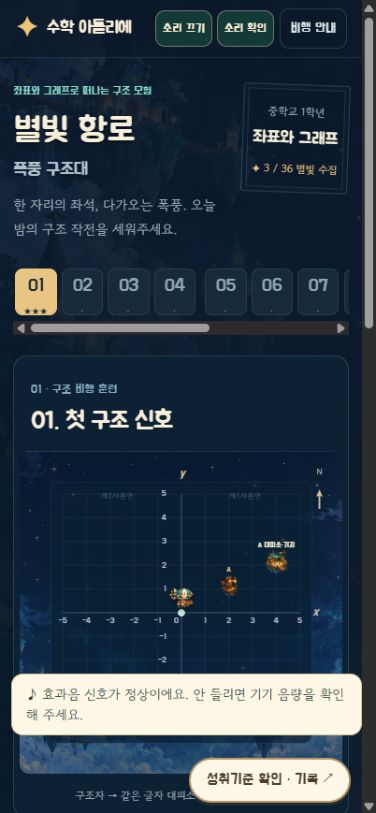 수학 아틀리에
소리 끄기
소리 확인
비행 안내
좌표와 그래프로 떠나는 구조 모험
별빛 항로
폭풍 구조대
한 자리의 좌석, 다가오는 폭풍. 오늘
밤의 구조 작전을 세워주세요.
중학교 1학년
좌표와 그래프
✦ 3 / 36 별빛 수집
01
★★★
02
03
04
05
06
07
01 · 구조 비행 훈련
01. 첫 구조 신호
y
N
제2사분면
제1사분면
5
4
3
2
1
A 대피소·기지
A
-5 -4 -3 -2 -1 0 1 2 3 4 5
x
-1
-2
♪ 효과음 신호가 정상이에요. 안 들리면 기기 음량을 확인
해 주세요.
성취기준 확인 · 기록 ↗
구조자 → 같은 글자 대피소